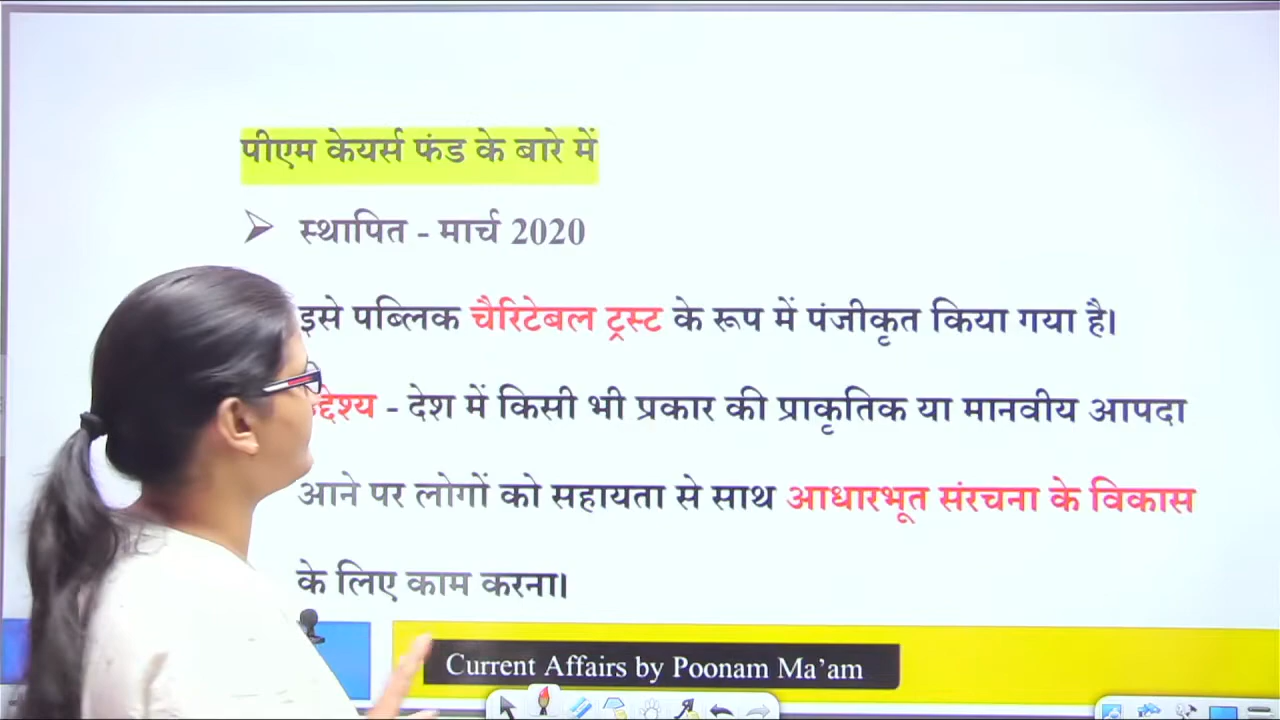 पीएम केयर्स फंड के बारे में
स्थापित - मार्च 2020
इसे पब्लिक चैरिटेबल ट्रस्ट के रूप में पंजीकृत किया गया है।
- देश में किसी भी प्रकार की प्राकृतिक या मानवीय आपदा
आने पर लोगों को सहायता से साथ आधारभूत संरचना के विकास
के लिए काम करना।
Current Affairs by Poonam Ma'am